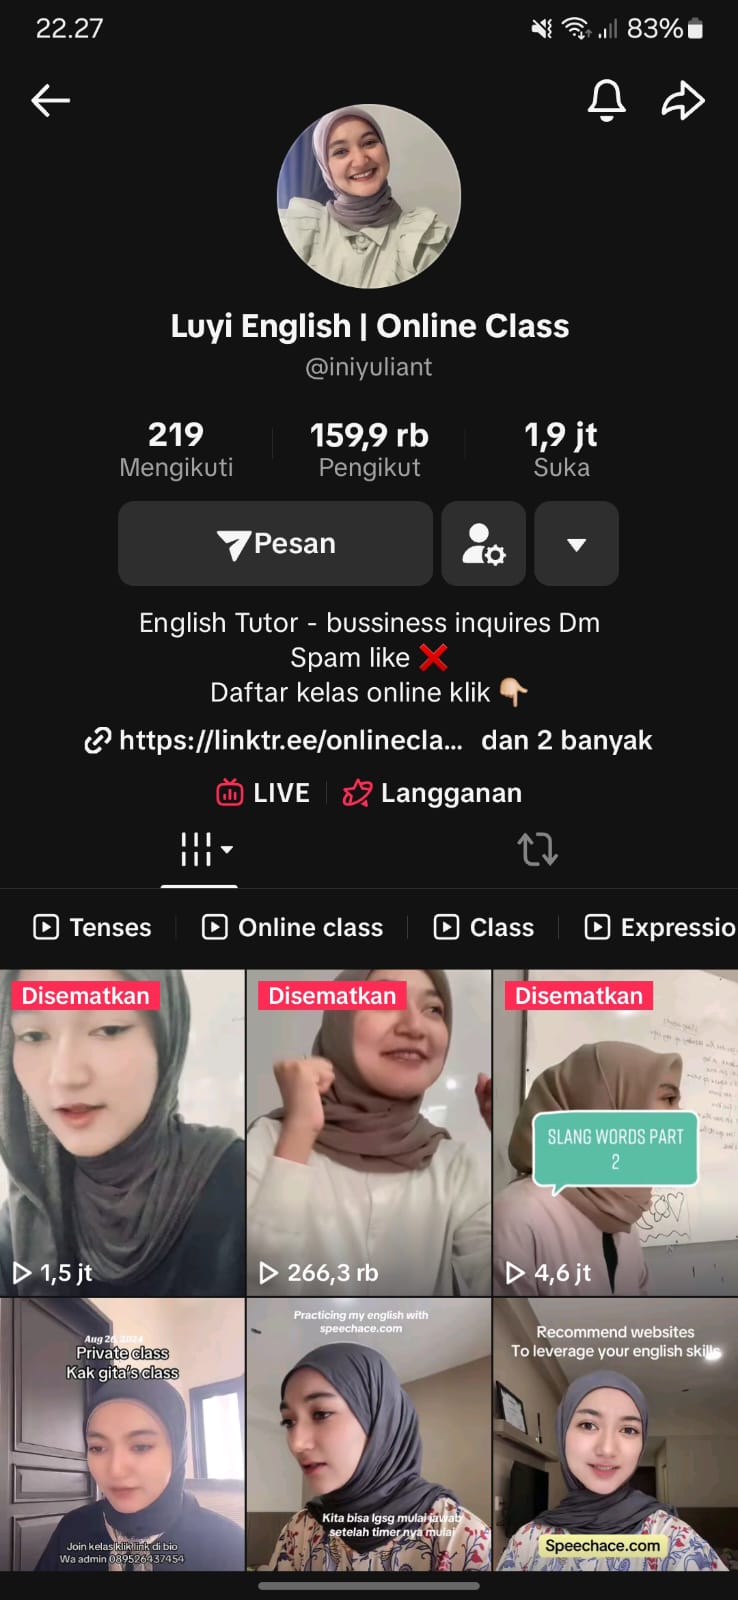 22.27
83%
Luyi English | Online Class
@iniyuliant
219
Mengikuti
159,9 rb
Pengikut
1,9 jt
Suka
Pesan
English Tutor - bussiness inquires Dm
Spam like ❌
Daftar kelas online klik 👇🏼
https://linktr.ee/onlinecla... dan 2 banyak
LIVE
Langganan
Tenses
Online class
Class
Expressio
Disematkan
1,5 jt
Disematkan
266,3 rb
Disematkan
SLANG WORDS PART
2
4,6 jt
Aug 26, 2024
Private class
Kak gita's class
Join kelas klik link di bio
Wa admin 089526437454
Practicing my english with
speechace.com
Kita bisa lgsg mulai jawab
setelah timer nya mulai
Recommend websites
To leverage your english skills
Speechace.com